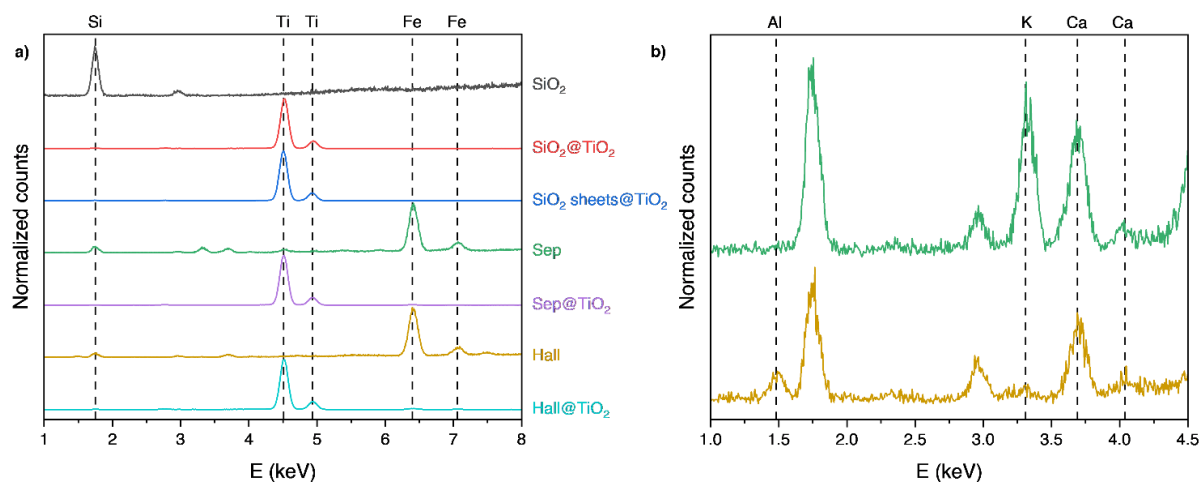 a)
Si Ti Ti Fe Fe
SiO₂
SiO₂@TiO₂
SiO₂ sheets@TiO₂
Sep
Sep@TiO₂
Hall
Hall@TiO₂
Normalized counts
1 2 3 4 5 6 7 8
E (keV)
b)
Al K Ca Ca
Normalized counts
1.0 1.5 2.0 2.5 3.0 3.5 4.0 4.5
E (keV)